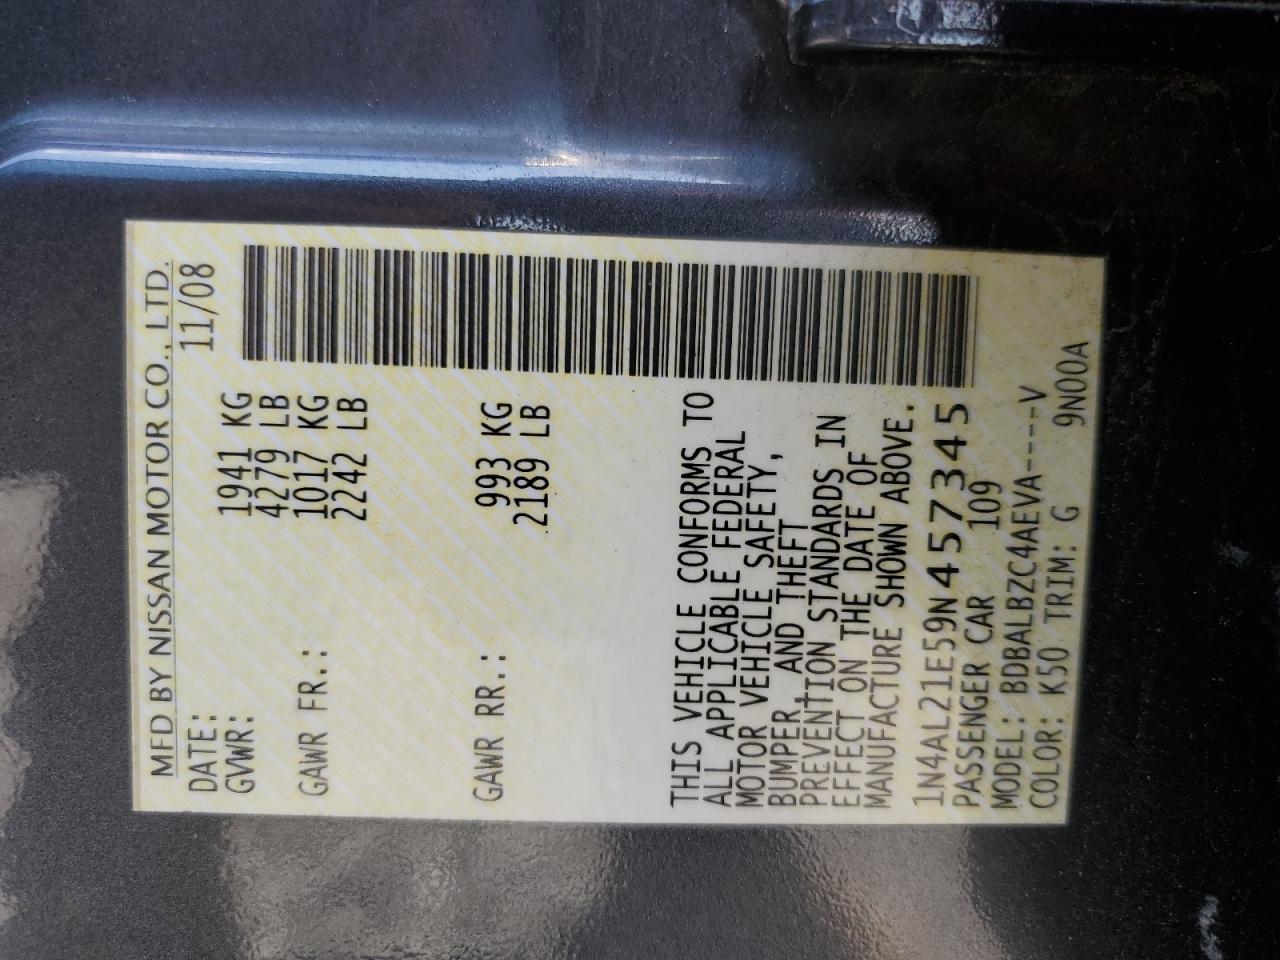 MFD BY NISSAN MOTOR CO., LTD.
DATE: 11/08
GVWR: 1941 KG
4279 LB
GAWR FR.: 1017 KG
2242 LB
GAWR RR.: 993 KG
2189 LB
THIS VEHICLE CONFORMS TO
ALL APPLICABLE FEDERAL
MOTOR VEHICLE SAFETY,
BUMPER, AND THEFT
PREVENTION STANDARDS IN
EFFECT ON THE DATE OF
MANUFACTURE SHOWN ABOVE.
1N4AL21E59N457345
PASSENGER CAR 109
MODEL: BDBALBZC4AEVA-----V
COLOR: K50 TRIM: G 9N00A